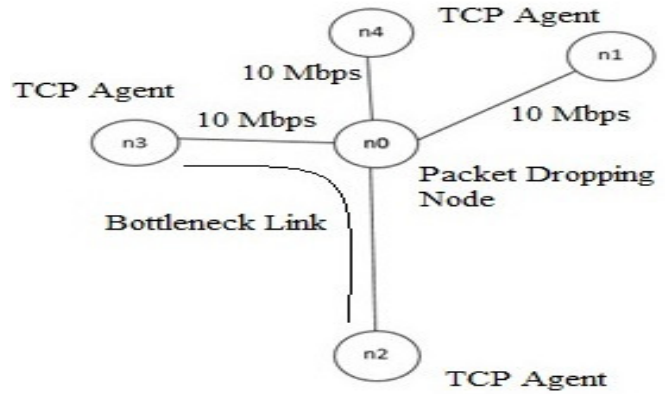 TCP Agent
n4
n1
10 Mbps
TCP Agent
10 Mbps
10 Mbps
n3
n0
Packet Dropping
Node
Bottleneck Link
n2
TCP Agent